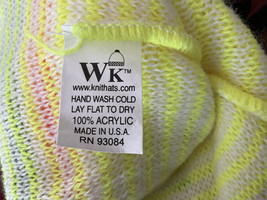 WK™
www.knithats.com
HAND WASH COLD
LAY FLAT TO DRY
100% ACRYLIC
MADE IN U.S.A.
RN 93084